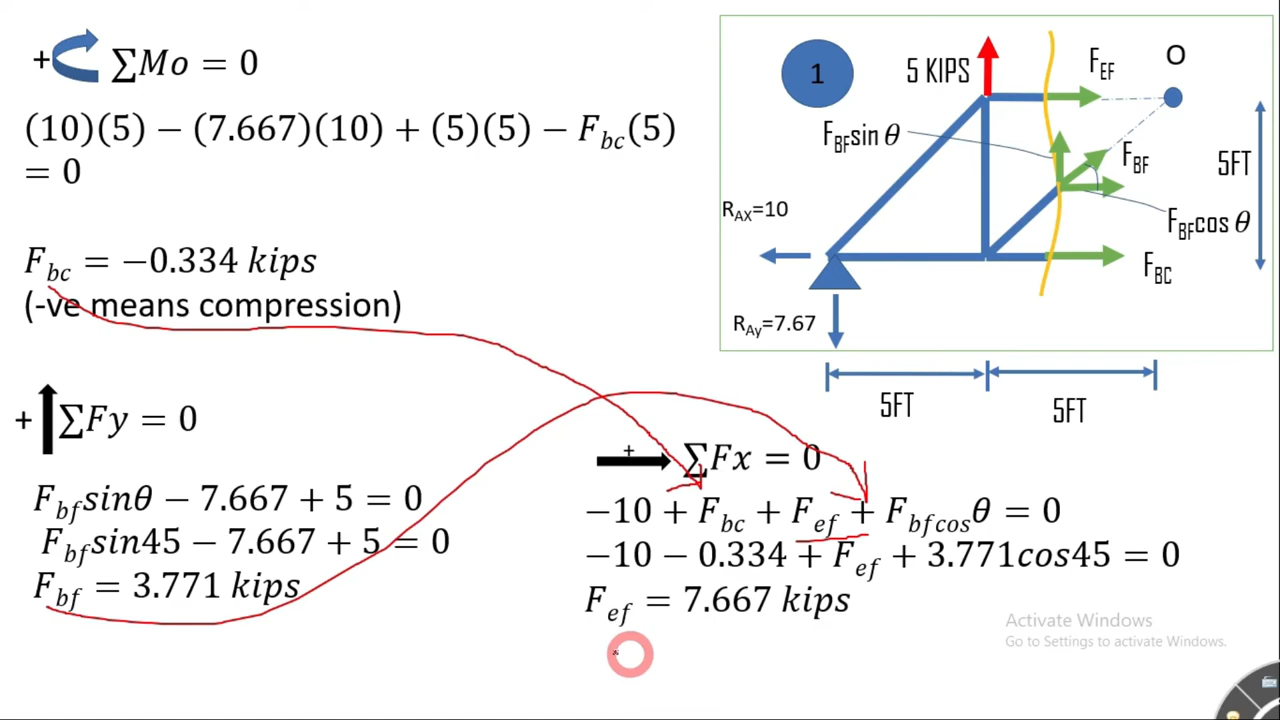 + ∑Mo = 0
(10)(5) − (7.667)(10) + (5)(5) − F_bc(5)
= 0
F_bc = −0.334 kips
(-ve means compression)
+ ∑Fy = 0
F_bf sinθ − 7.667 + 5 = 0
F_bf sin45 − 7.667 + 5 = 0
F_bf = 3.771 kips
1
5 KIPS
F_EF
O
F_BF sin θ
F_BF
5FT
R_AX=10
F_BF cos θ
F_BC
R_Ay=7.67
5FT
5FT
+
∑Fx = 0
−10 + F_bc + F_ef + F_bfcosθ = 0
−10 − 0.334 + F_ef + 3.771cos45 = 0
F_ef = 7.667 kips
Activate Windows
Go to Settings to activate Windows.